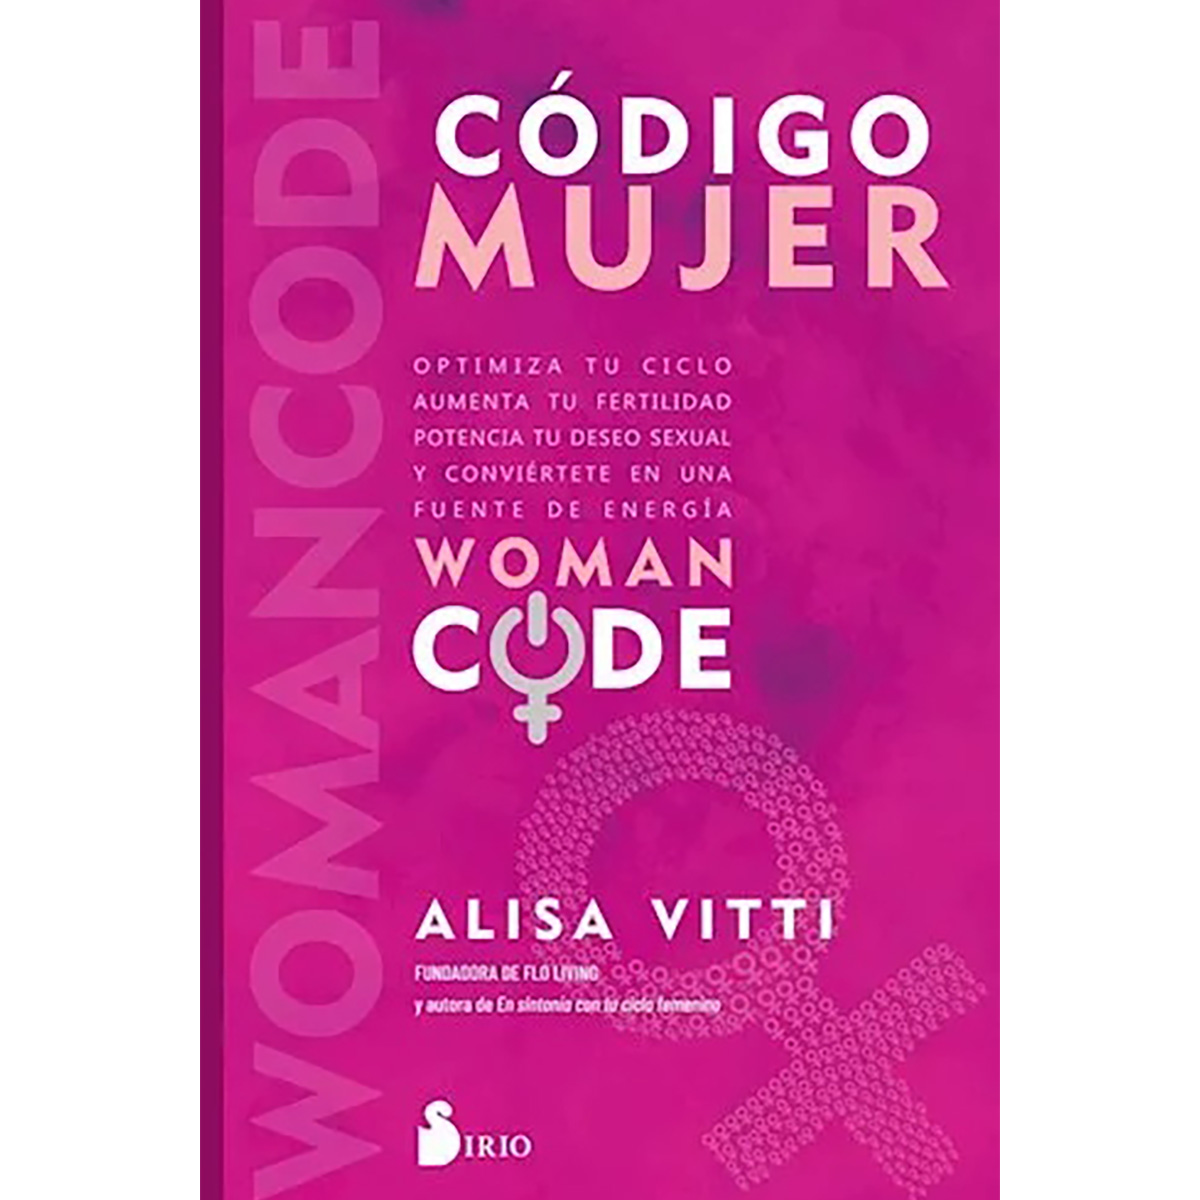 WOMANCODE
CÓDIGO
MUJER
OPTIMIZA TU CICLO
AUMENTA TU FERTILIDAD
POTENCIA TU DESEO SEXUAL
Y CONVIÉRTETE EN UNA
FUENTE DE ENERGÍA
WOMAN
CODE
ALISA VITTI
FUNDADORA DE FLO LIVING
y autora de En sintonía con tu ciclo femenino
SIRIO